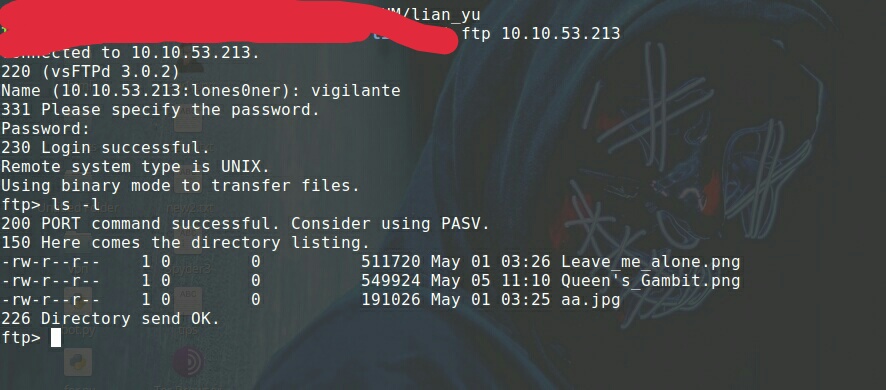 /lian_yu
ftp 10.10.53.213
Connected to 10.10.53.213.
220 (vsFTPd 3.0.2)
Name (10.10.53.213:lones0ner): vigilante
331 Please specify the password.
Password:
230 Login successful.
Remote system type is UNIX.
Using binary mode to transfer files.
ftp> ls -l
200 PORT command successful. Consider using PASV.
150 Here comes the directory listing.
-rw-r--r-- 1 0 0 511720 May 01 03:26 Leave_me_alone.png
-rw-r--r-- 1 0 0 549924 May 05 11:10 Queen's_Gambit.png
-rw-r--r-- 1 0 0 191026 May 01 03:25 aa.jpg
226 Directory send OK.
ftp>